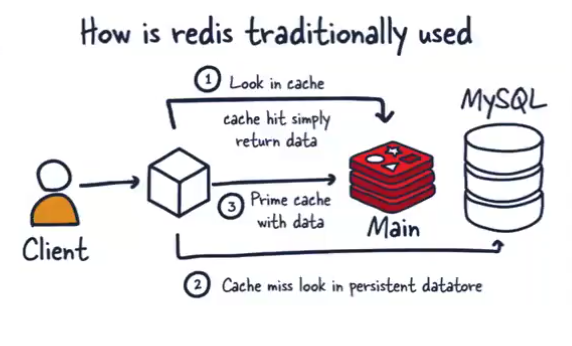 How is redis traditionally used
1 Look in cache
cache hit simply
return data
MySQL
3 Prime cache
with data
Main
Client
2 Cache miss look in persistent datatore